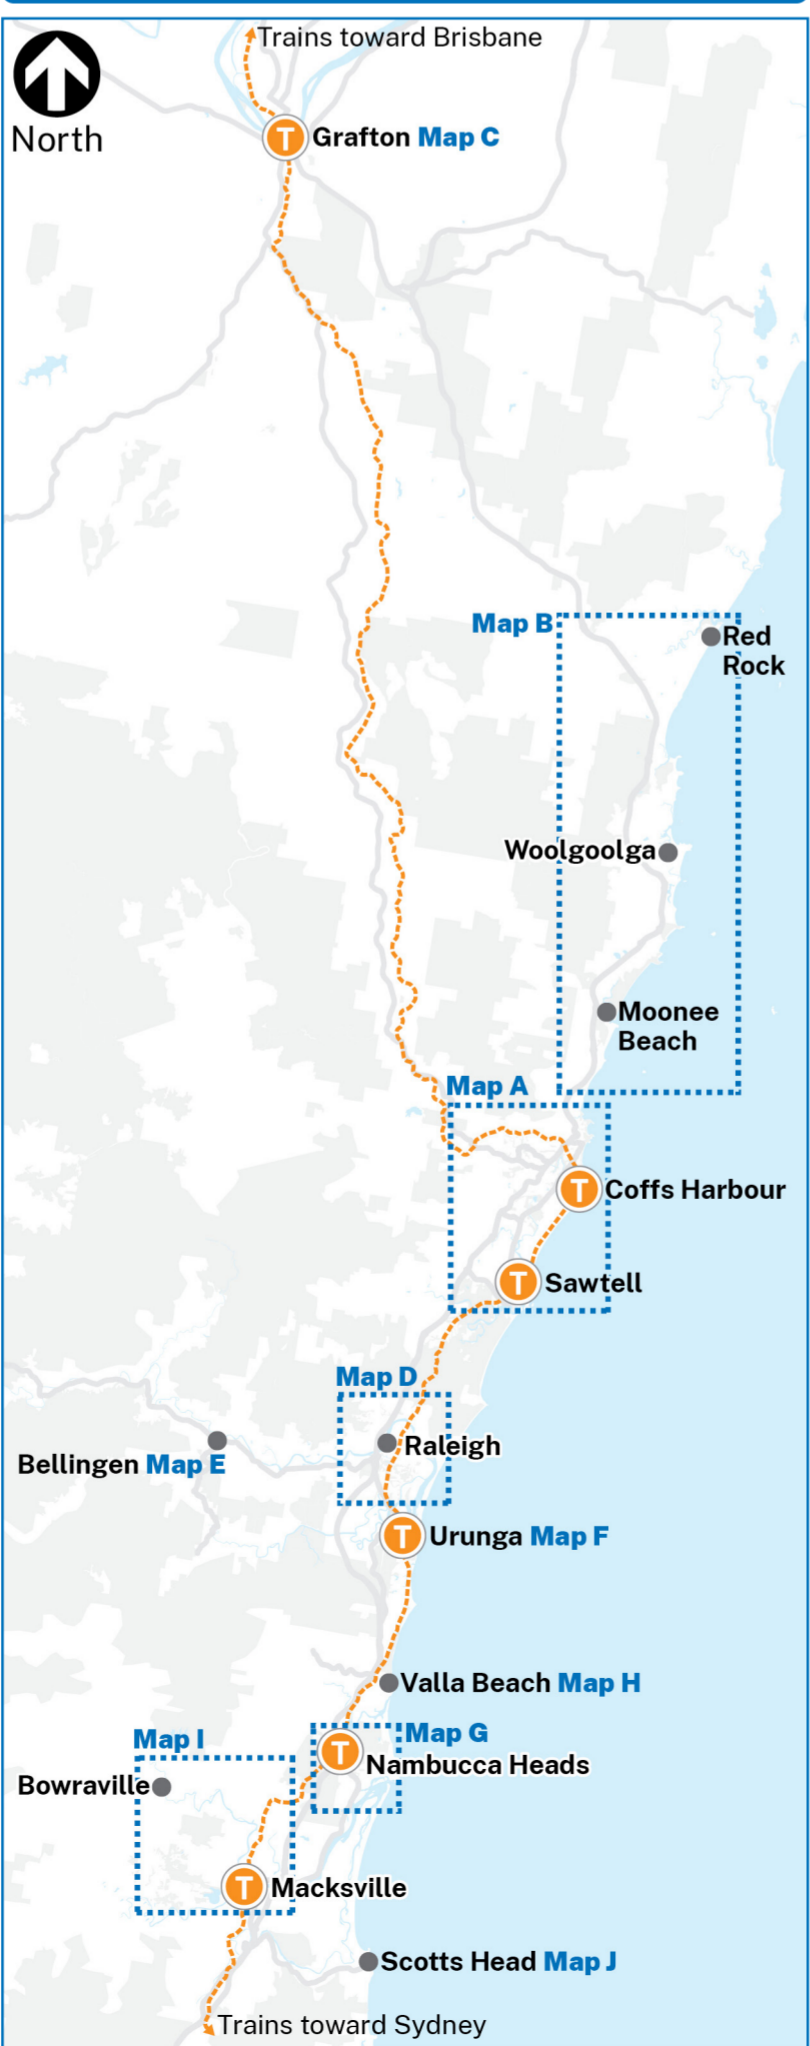 Trains toward Brisbane
North
T
Grafton Map C
Map B
Red
Rock
Woolgoolga
Moonee
Beach
Map A
T
Coffs Harbour
T
Sawtell
Map D
Raleigh
Bellingen Map E
T
Urunga Map F
Valla Beach Map H
Map G
Map I
T
Nambucca Heads
Bowraville
T
Macksville
Scotts Head Map J
Trains toward Sydney